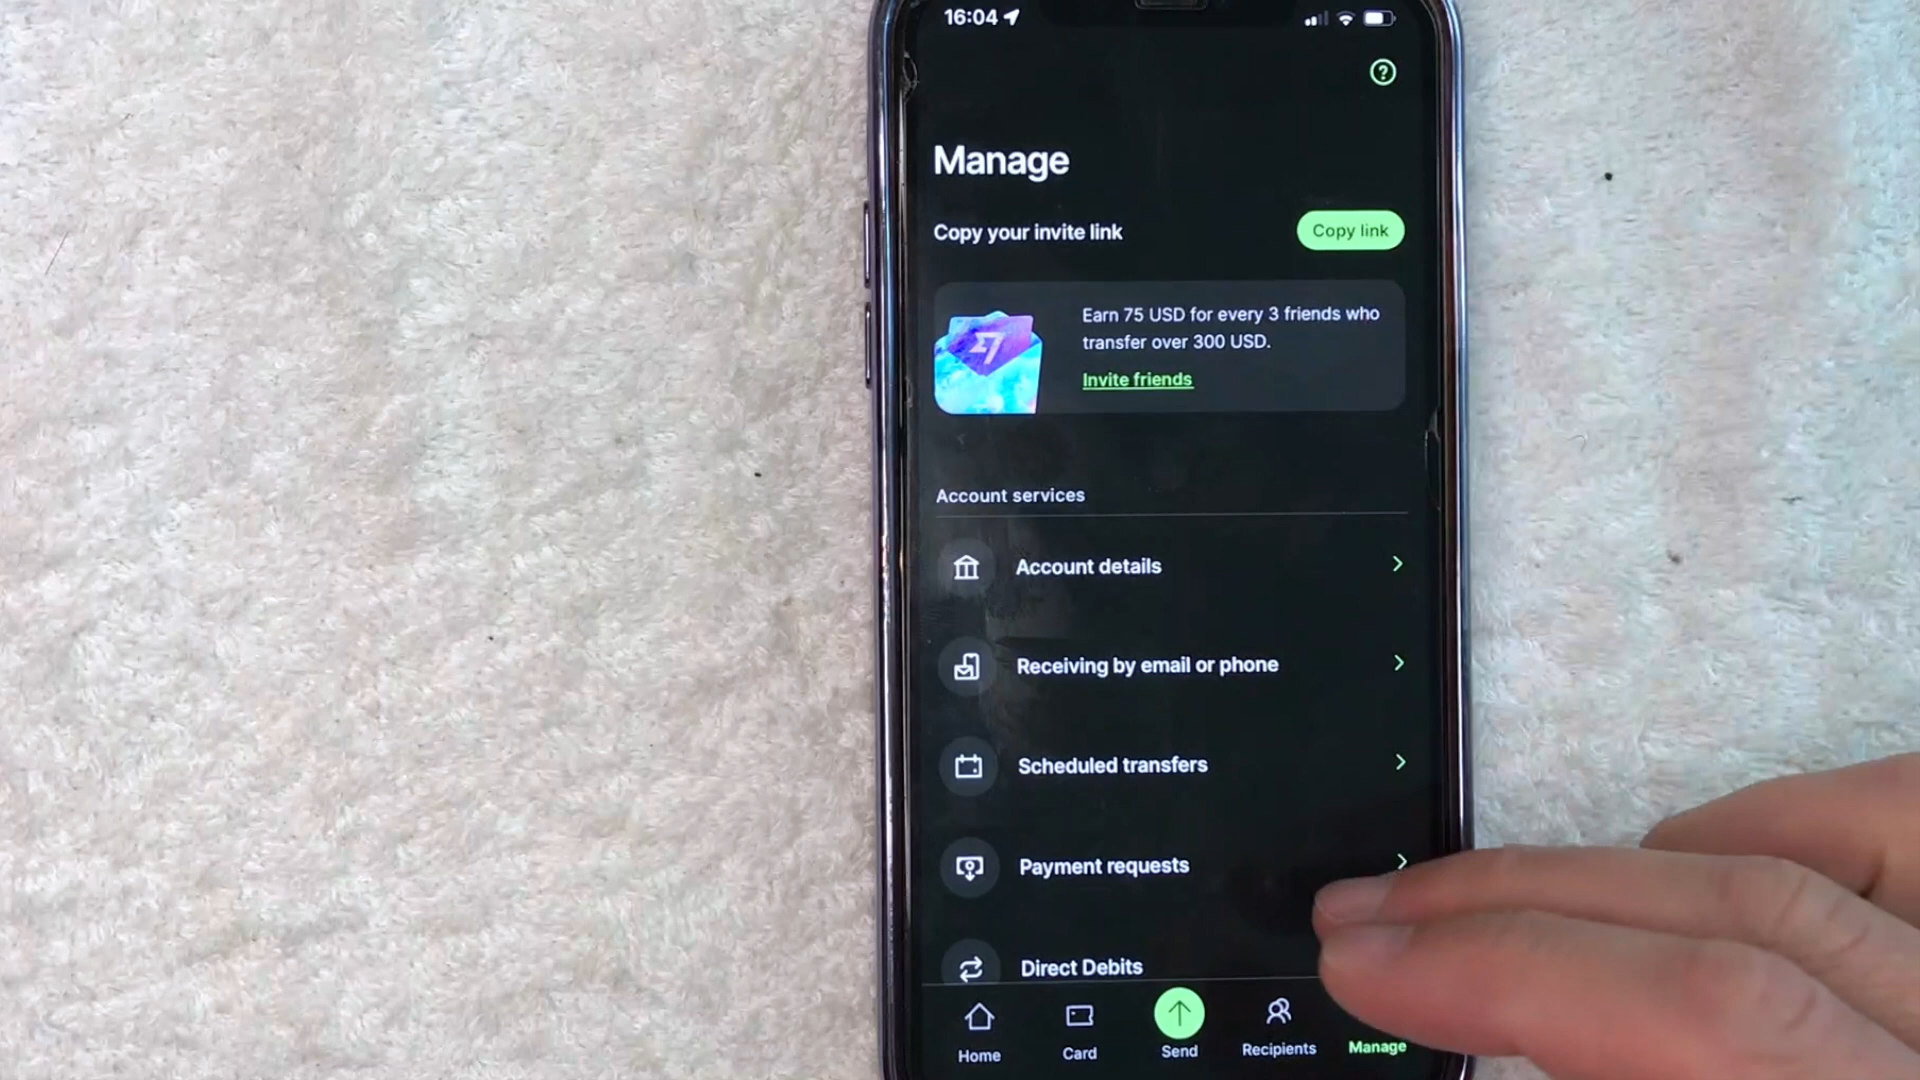 16:04
Manage
Copy your invite link
Copy link
Earn 75 USD for every 3 friends who
transfer over 300 USD.
Invite friends
Account services
Account details
Receiving by email or phone
Scheduled transfers
Payment requests
Direct Debits
Home
Card
Send
Recipients
Manage